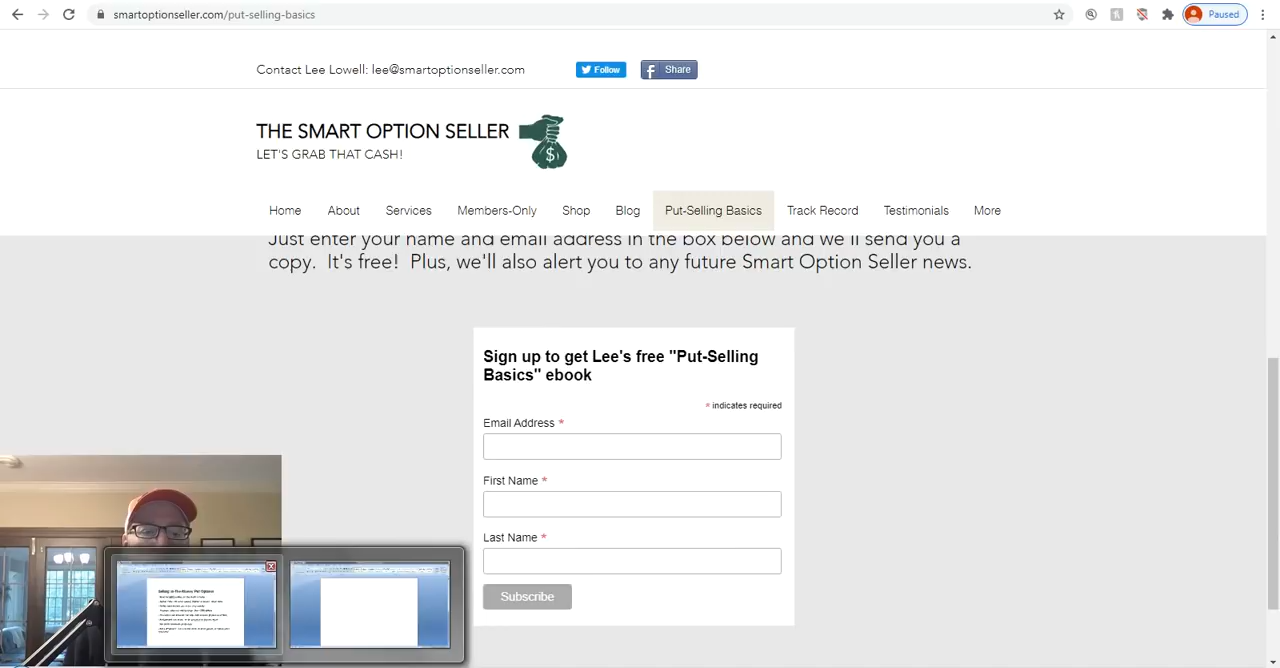 smartoptionseller.com/put-selling-basics
Paused
Contact Lee Lowell: lee@smartoptionseller.com
Follow
Share
THE SMART OPTION SELLER
LET'S GRAB THAT CASH!
$
Home About Services Members-Only Shop Blog Put-Selling Basics Track Record Testimonials More
Just enter your name and email address in the box below and we'll send you a
copy. It's free! Plus, we'll also alert you to any future Smart Option Seller news.
Sign up to get Lee's free "Put-Selling
Basics" ebook
* indicates required
Email Address *
First Name *
Last Name *
Subscribe